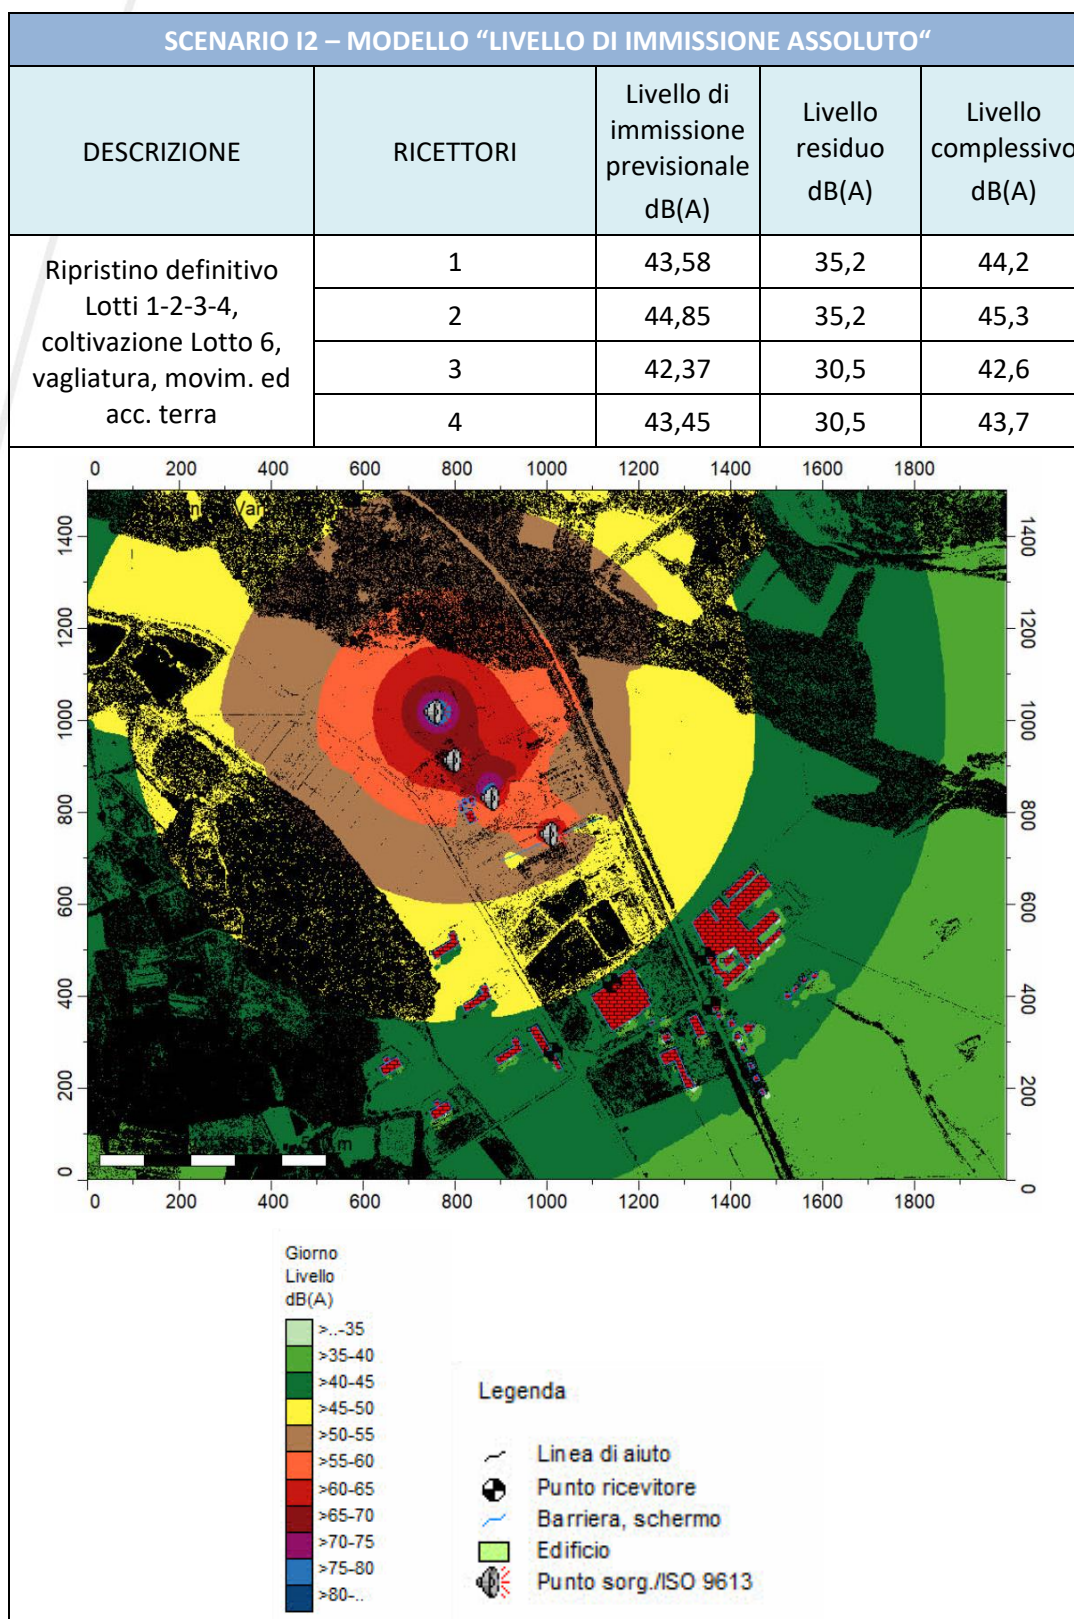 SCENARIO I2 – MODELLO “LIVELLO DI IMMISSIONE ASSOLUTO“
DESCRIZIONE
RICETTORI
Livello di
immissione
previsionale
dB(A)
Livello
residuo
dB(A)
Livello
complessivo
dB(A)
Ripristino definitivo
Lotti 1-2-3-4,
coltivazione Lotto 6,
vagliatura, movim. ed
acc. terra
1 43,58 35,2 44,2
2 44,85 35,2 45,3
3 42,37 30,5 42,6
4 43,45 30,5 43,7
0 200 400 600 800 1000 1200 1400 1600 1800
1400 1400
1200 1200
1000 1000
800 800
600 600
400 400
200 200
0 0
0 200 400 600 800 1000 1200 1400 1600 1800
Giorno
Livello
dB(A)
>..-35
>35-40
>40-45
>45-50
>50-55
>55-60
>60-65
>65-70
>70-75
>75-80
>80-..
Legenda
Linea di aiuto
Punto ricevitore
Barriera, schermo
Edificio
Punto sorg./ISO 9613